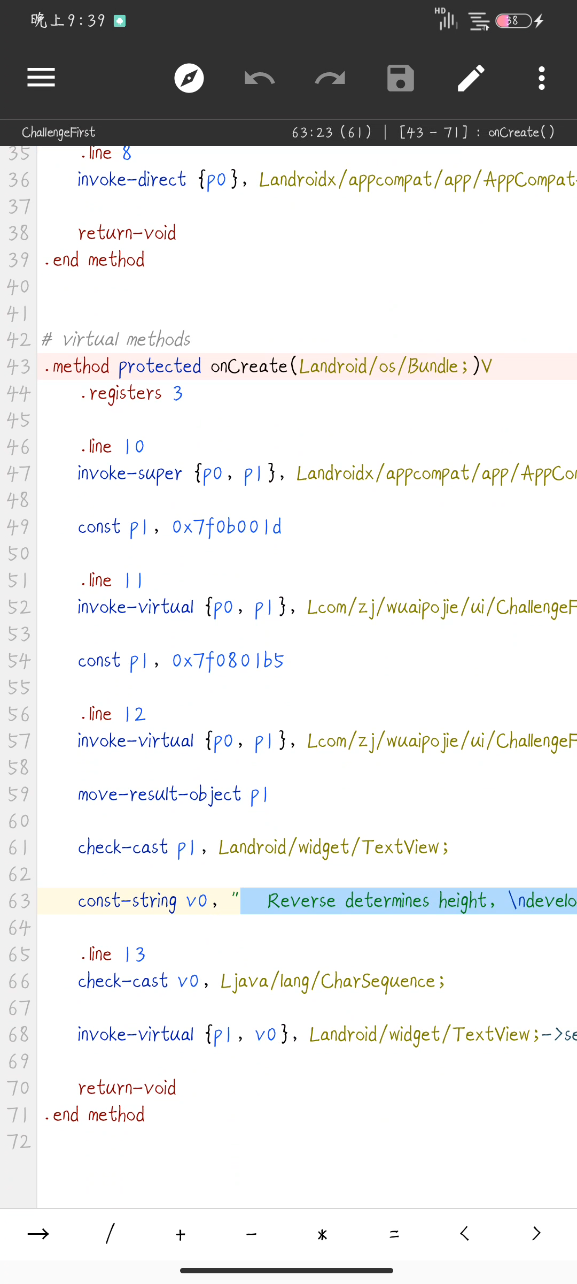 晚上9:39
HD
38
ChallengeFirst
63:23 (61) | [43 - 71] : onCreate()
35 .line 8
36 invoke-direct {p0}, Landroidx/appcompat/app/AppCompat
37
38 return-void
39 .end method
40
41
42 # virtual methods
43 .method protected onCreate(Landroid/os/Bundle;)V
44 .registers 3
45
46 .line 10
47 invoke-super {p0, p1}, Landroidx/appcompat/app/AppCo
48
49 const p1, 0x7f0b001d
50
51 .line 11
52 invoke-virtual {p0, p1}, Lcom/zj/wuaipojie/ui/ChallengeF
53
54 const p1, 0x7f0801b5
55
56 .line 12
57 invoke-virtual {p0, p1}, Lcom/zj/wuaipojie/ui/ChallengeF
58
59 move-result-object p1
60
61 check-cast p1, Landroid/widget/TextView;
62
63 const-string v0, " Reverse determines height, \ndevelo
64
65 .line 13
66 check-cast v0, Ljava/lang/CharSequence;
67
68 invoke-virtual {p1, v0}, Landroid/widget/TextView;->se
69
70 return-void
71 .end method
72
→ / + - * = < >